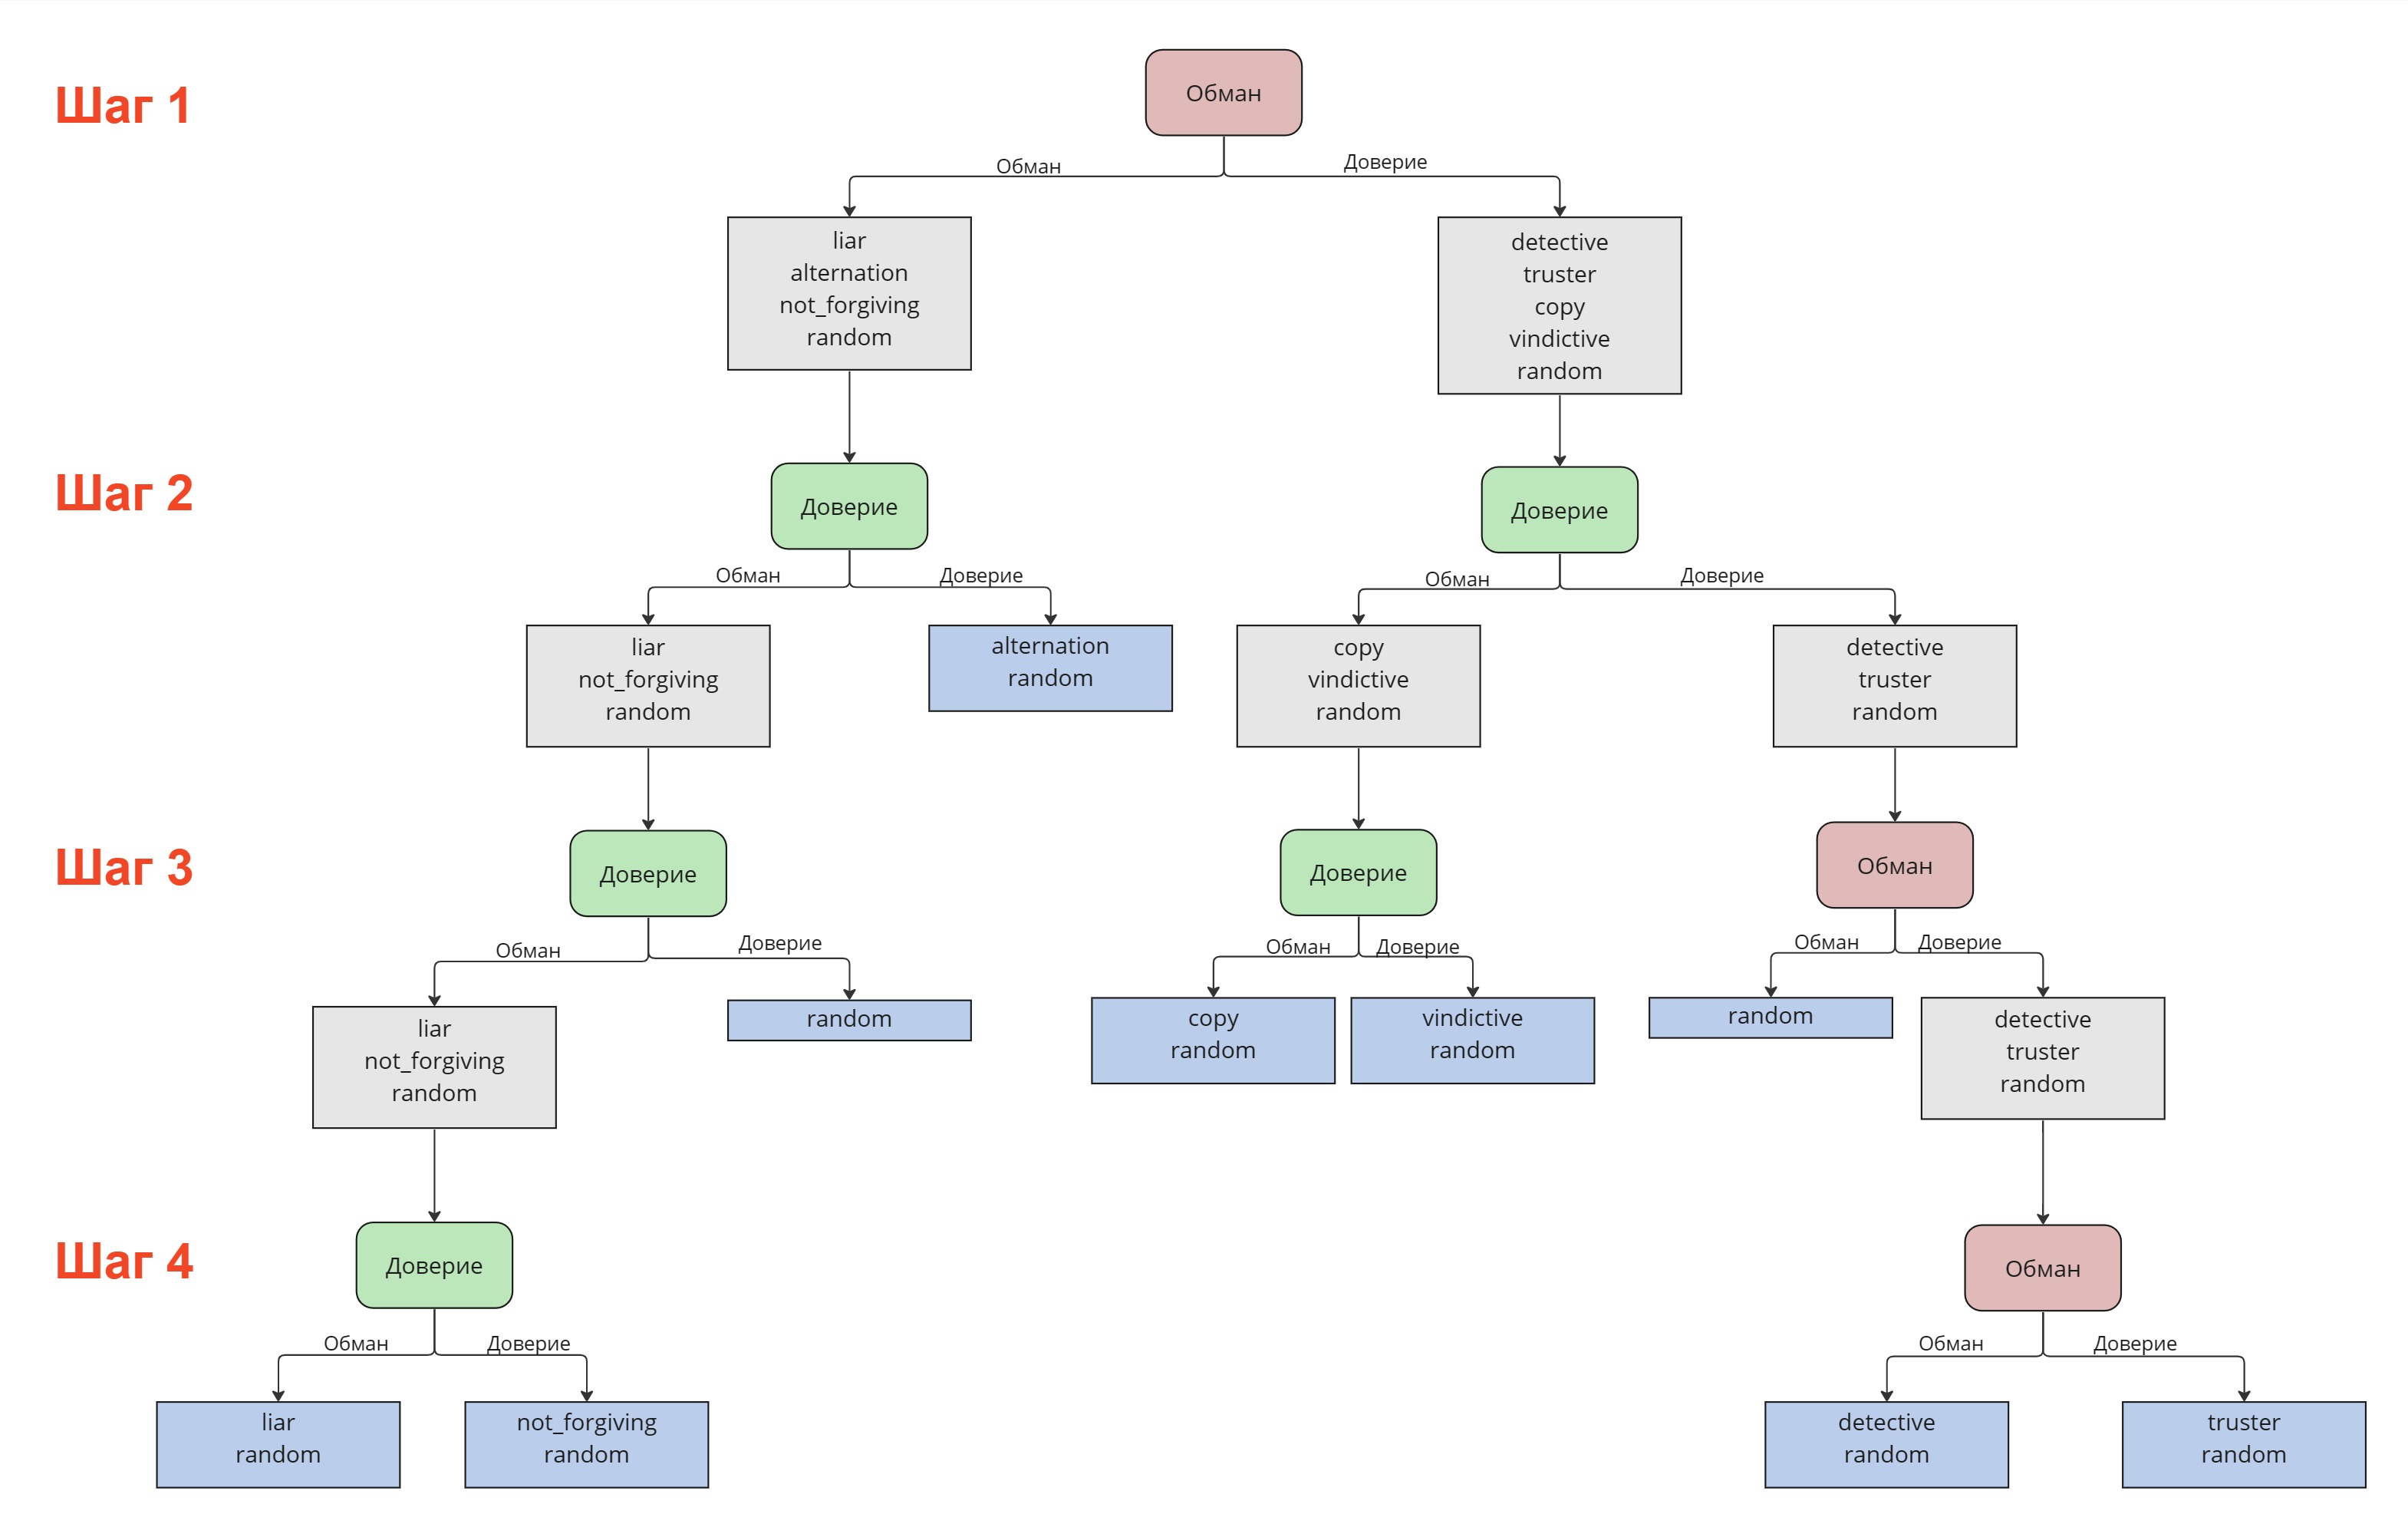 Шаг 1
Обман
Обман
Доверие
liar
alternation
not_forgiving
random
detective
truster
copy
vindictive
random
Шаг 2
Доверие
Доверие
Обман
Доверие
Обман
Доверие
liar
not_forgiving
random
alternation
random
copy
vindictive
random
detective
truster
random
Шаг 3
Доверие
Доверие
Обман
Обман
Доверие
Обман
Доверие
Обман
Доверие
liar
not_forgiving
random
random
copy
random
vindictive
random
random
detective
truster
random
Шаг 4
Доверие
Обман
Обман
Доверие
Обман
Доверие
liar
random
not_forgiving
random
detective
random
truster
random